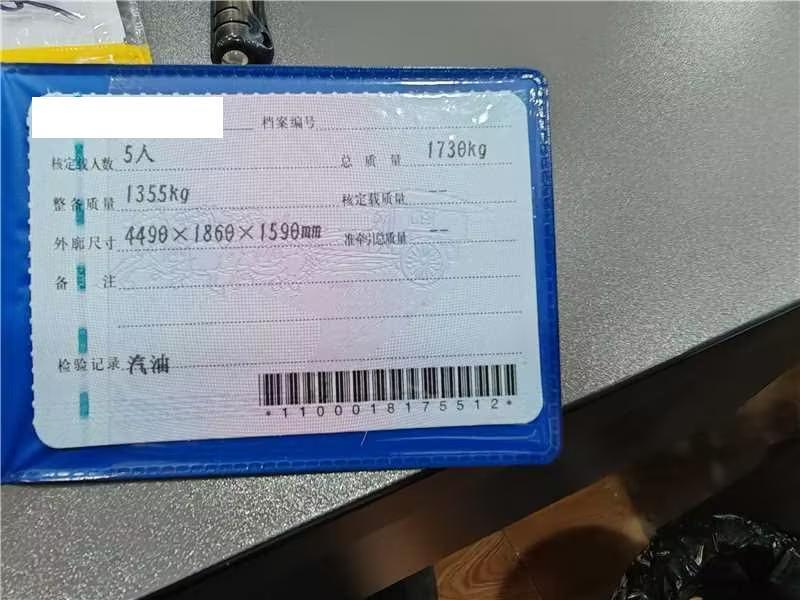 档案编号
核定载人数 5人 总质量 1730kg
整备质量 1355kg 核定载质量 --
外廓尺寸 4490×1860×1590mm 准牵引总质量 --
备注
检验记录 汽油
*1100018175512*